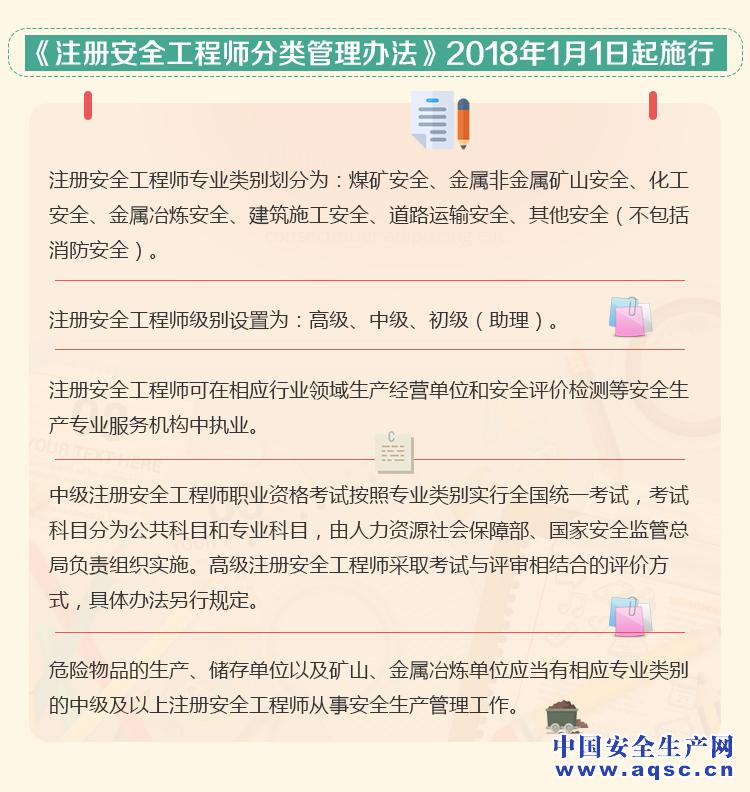 《注册安全工程师分类管理办法》2018年1月1日起施行
注册安全工程师专业类别划分为：煤矿安全、金属非金属矿山安全、化工
安全、金属冶炼安全、建筑施工安全、道路运输安全、其他安全（不包括
消防安全）。
注册安全工程师级别设置为：高级、中级、初级（助理）。
注册安全工程师可在相应行业领域生产经营单位和安全评价检测等安全生
产专业服务机构中执业。
YOUR TEXT HERE
C
中级注册安全工程师职业资格考试按照专业类别实行全国统一考试，考试
科目分为公共科目和专业科目，由人力资源社会保障部、国家安全监管总
局负责组织实施。高级注册安全工程师采取考试与评审相结合的评价方
式，具体办法另行规定。
危险物品的生产、储存单位以及矿山、金属冶炼单位应当有相应专业类别
的中级及以上注册安全工程师从事安全生产管理工作。
中国安全生产网
www.aqsc.cn